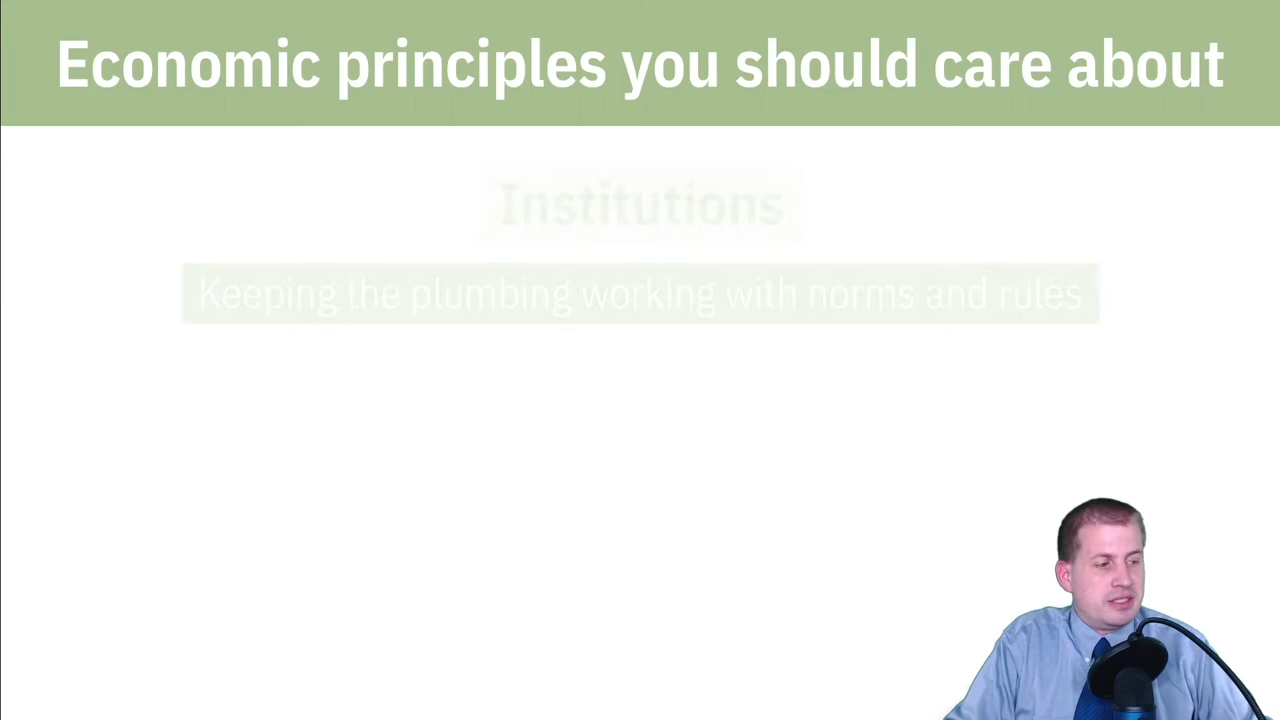 Economic principles you should care about
Institutions
Keeping the plumbing working with norms and rules